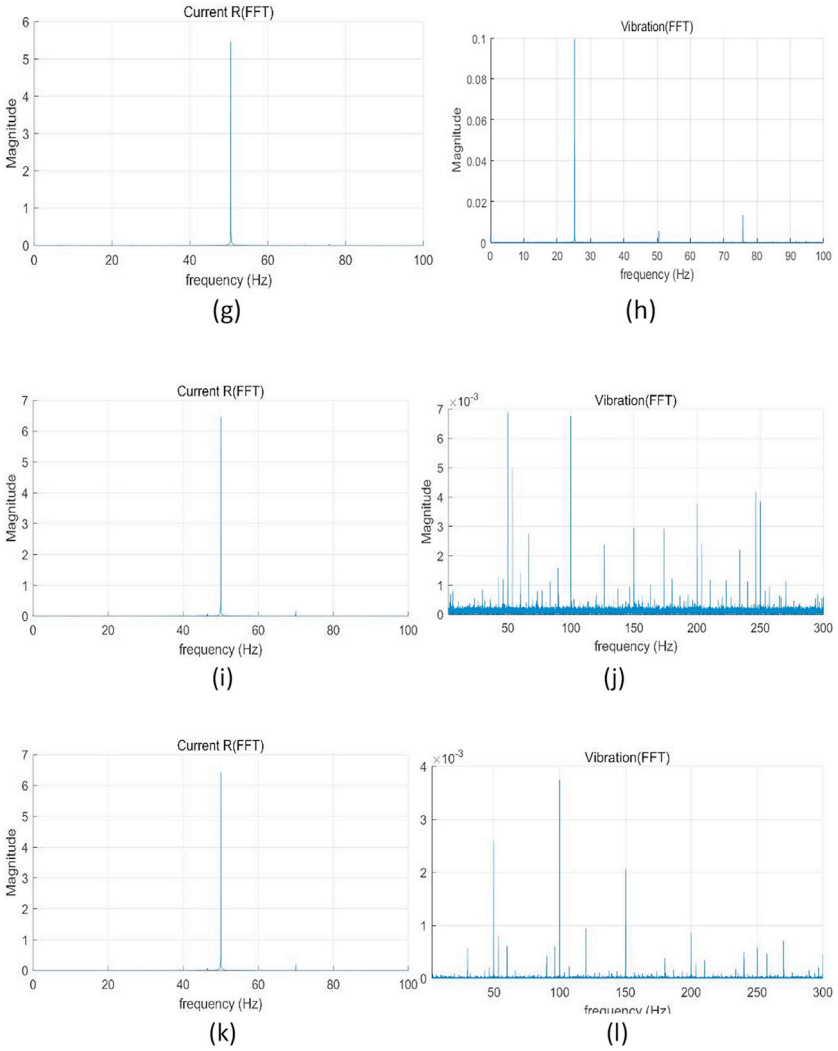 Current R(FFT)
6
5
4
3
2
1
0
Magnitude
0 20 40 60 80 100
frequency (Hz)
(g)
Vibration(FFT)
0.1
0.08
0.06
0.04
0.02
0
Magnitude
0 10 20 30 40 50 60 70 80 90 100
frequency (Hz)
(h)
Current R(FFT)
7
6
5
4
3
2
1
0
Magnitude
0 20 40 60 80 100
frequency (Hz)
(i)
Vibration(FFT)
×10⁻³
7
6
5
4
3
2
1
0
Magnitude
50 100 150 200 250 300
frequency (Hz)
(j)
Current R(FFT)
7
6
5
4
3
2
1
0
Magnitude
0 20 40 60 80 100
frequency (Hz)
(k)
Vibration(FFT)
×10⁻³
4
3
2
1
0
Magnitude
50 100 150 200 250 300
frequency (Hz)
(l)